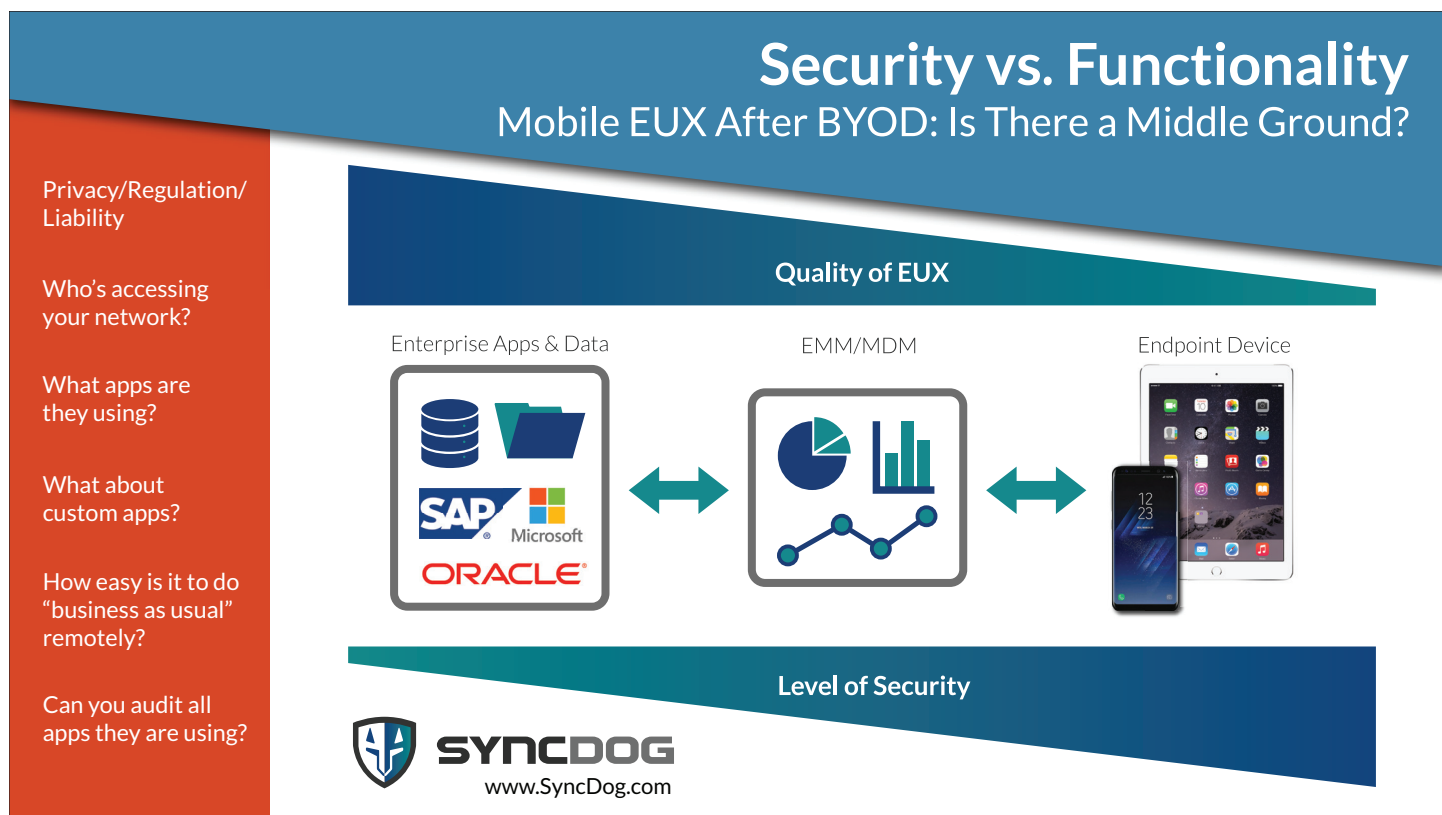 Security vs. Functionality
Mobile EUX After BYOD: Is There a Middle Ground?
Privacy/Regulation/
Liability
Who’s accessing
your network?
What apps are
they using?
What about
custom apps?
How easy is it to do
“business as usual”
remotely?
Can you audit all
apps they are using?
Quality of EUX
Enterprise Apps & Data
EMM/MDM
Endpoint Device
SAP®
Microsoft
ORACLE®
12
23
Level of Security
SYNCDOG
www.SyncDog.com